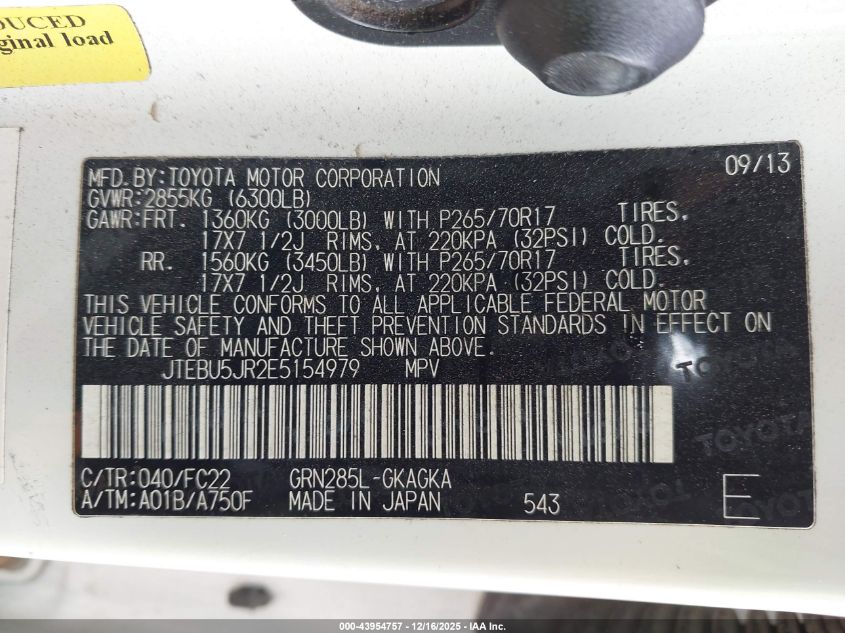 DUCED
ginal load
09/13
MFD.BY:TOYOTA MOTOR CORPORATION
GVWR:2855KG (6300LB)
GAWR:FRT. 1360KG (3000LB) WITH P265/70R17 TIRES.
17X7 1/2J RIMS. AT 220KPA (32PSI) COLD.
RR. 1560KG (3450LB) WITH P265/70R17 TIRES.
17X7 1/2J RIMS. AT 220KPA (32PSI) COLD.
THIS VEHICLE CONFORMS TO ALL APPLICABLE FEDERAL MOTOR
VEHICLE SAFETY AND THEFT PREVENTION STANDARDS IN EFFECT ON
THE DATE OF MANUFACTURE SHOWN ABOVE.
JTEBU5JR2E5154979 MPV
TOYOTA
TOYOTA
C/TR:040/FC22 GRN285L-GKAGKA
A/TM:A01B/A750F MADE IN JAPAN 543 E
000-43954757 - 12/16/2025 - IAA Inc.